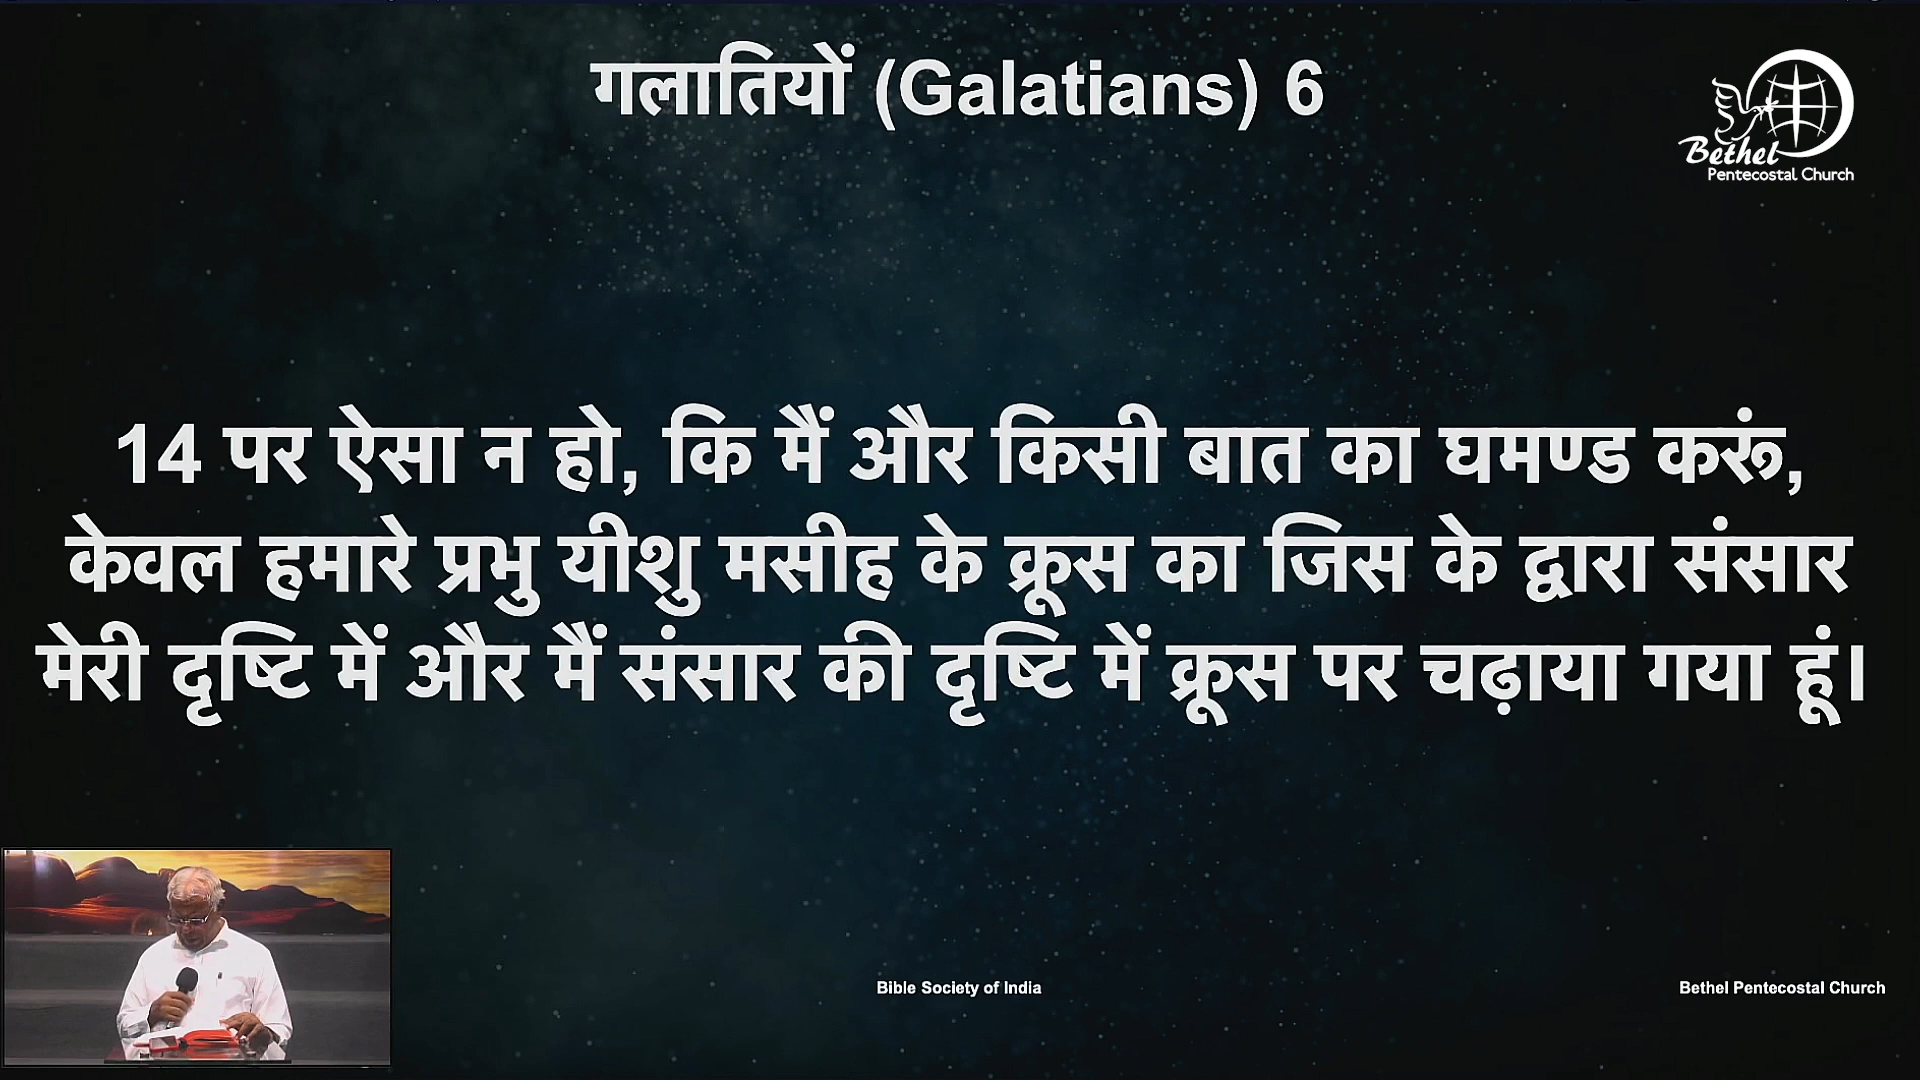 गलातियों (Galatians) 6
Bethel
Pentecostal Church
14 पर ऐसा न हो, कि मैं और किसी बात का घमण्ड करूं,
केवल हमारे प्रभु यीशु मसीह के क्रूस का जिस के द्वारा संसार
मेरी दृष्टि में और मैं संसार की दृष्टि में क्रूस पर चढ़ाया गया हूं।
Bible Society of India
Bethel Pentecostal Church